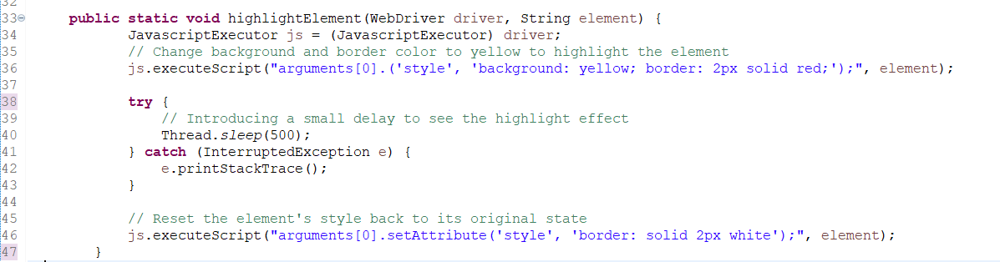 32
33 public static void highlightElement(WebDriver driver, String element) {
34 JavascriptExecutor js = (JavascriptExecutor) driver;
35 // Change background and border color to yellow to highlight the element
36 js.executeScript("arguments[0].('style', 'background: yellow; border: 2px solid red;');", element);
37
38 try {
39 // Introducing a small delay to see the highlight effect
40 Thread.sleep(500);
41 } catch (InterruptedException e) {
42 e.printStackTrace();
43 }
44
45 // Reset the element's style back to its original state
46 js.executeScript("arguments[0].setAttribute('style', 'border: solid 2px white');", element);
47 }